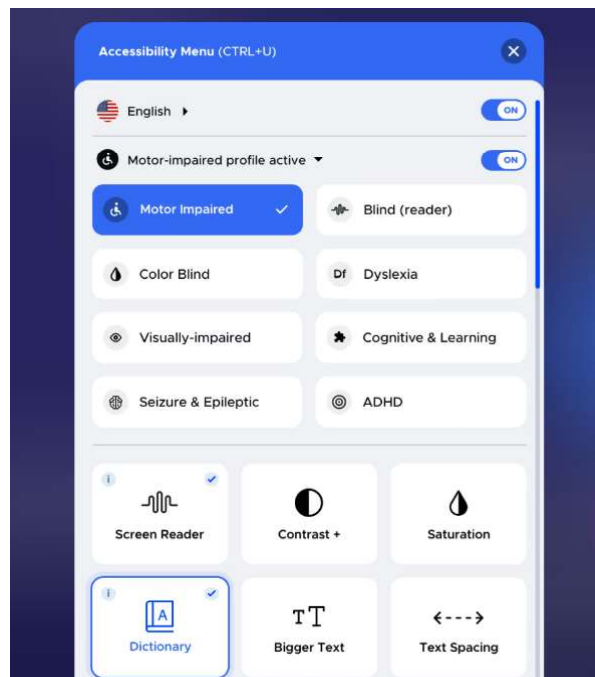 Accessibility Menu (CTRL+U)
English
ON
Motor-impaired profile active
ON
Motor Impaired
Blind (reader)
Color Blind
Df Dyslexia
Visually-impaired
Cognitive & Learning
Seizure & Epileptic
ADHD
i
Screen Reader
Contrast +
Saturation
i
A
Dictionary
TT
Bigger Text
Text Spacing